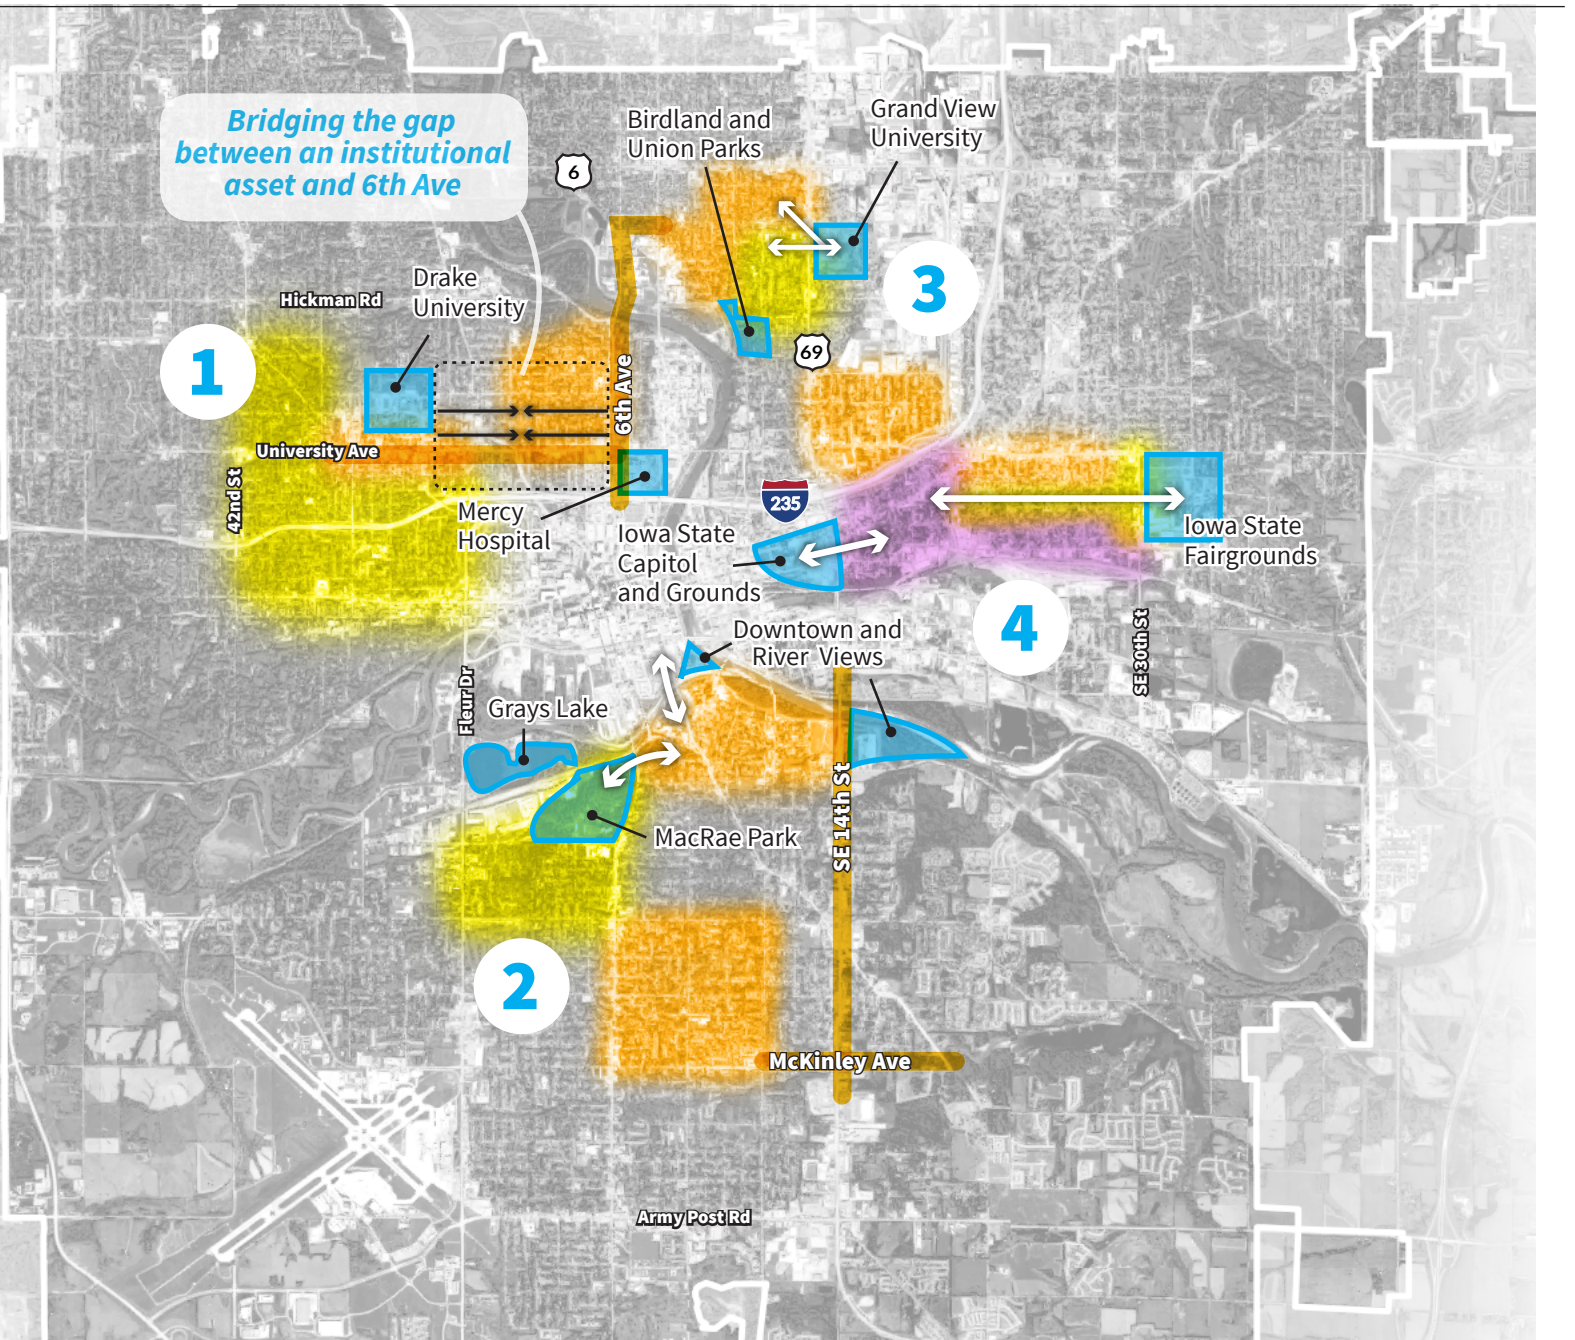 Bridging the gap
between an institutional
asset and 6th Ave
6
Birdland and
Union Parks
Grand View
University
3
Drake
University
Hickman Rd
1
69
6th Ave
University Ave
42nd St
Mercy
Hospital
235
Iowa State
Capitol
and Grounds
Iowa State
Fairgrounds
4
Downtown and
River Views
SE 30th St
Fleur Dr
Grays Lake
SE 14th St
MacRae Park
2
McKinley Ave
Army Post Rd